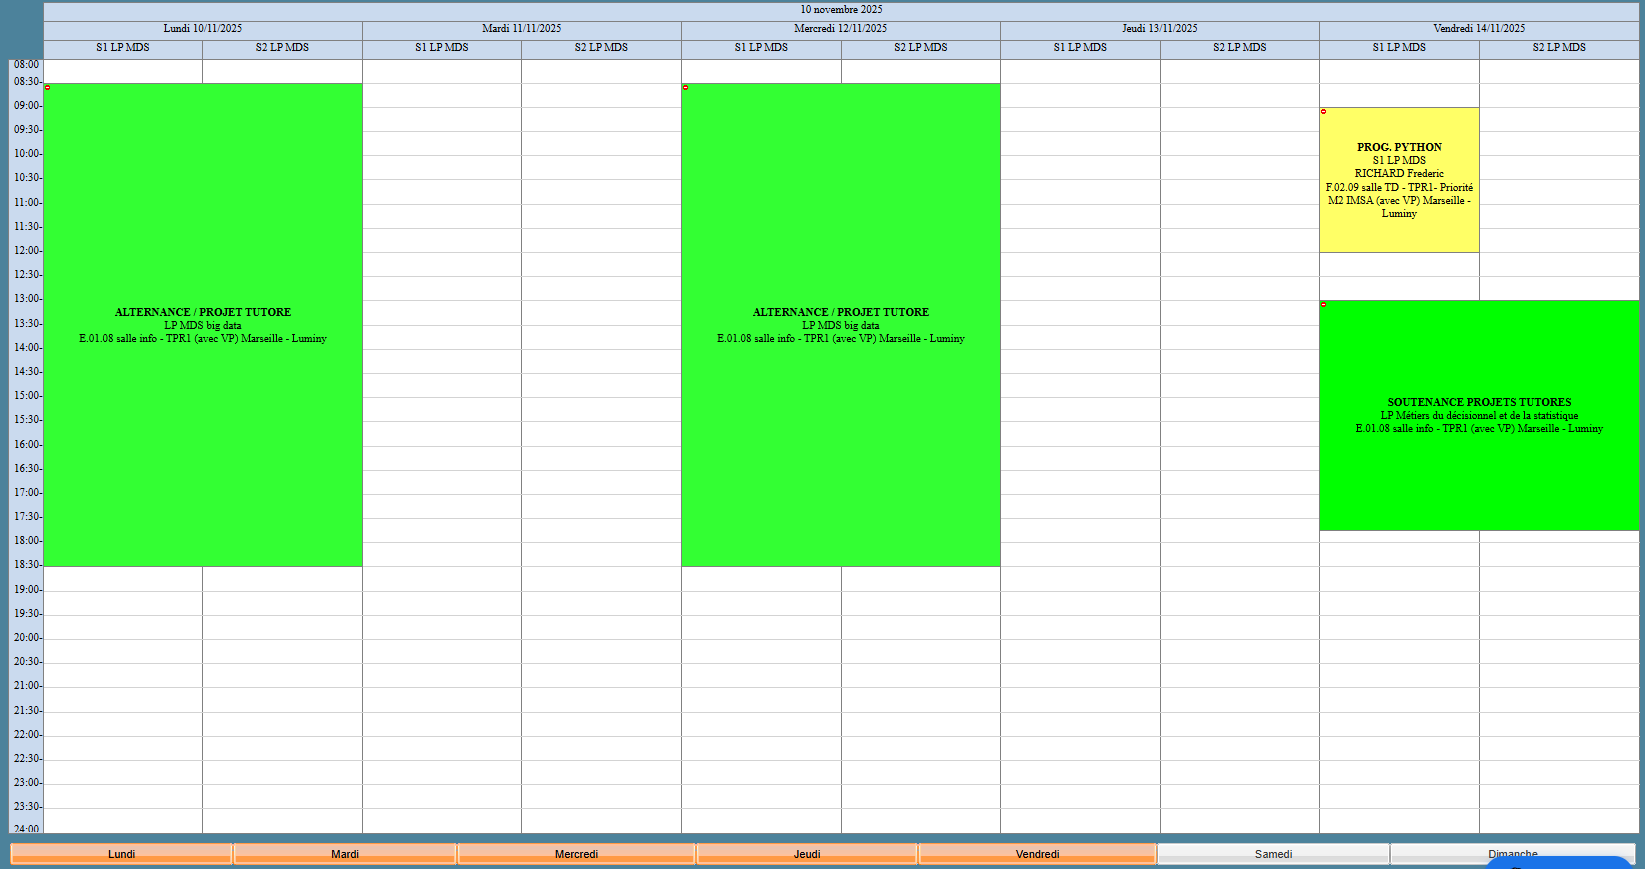 10 novembre 2025
Lundi 10/11/2025 Mardi 11/11/2025 Mercredi 12/11/2025 Jeudi 13/11/2025 Vendredi 14/11/2025
S1 LP MDS S2 LP MDS S1 LP MDS S2 LP MDS S1 LP MDS S2 LP MDS S1 LP MDS S2 LP MDS S1 LP MDS S2 LP MDS
08:00
08:30-
09:00-
09:30-
10:00-
10:30-
11:00-
11:30-
12:00-
12:30-
13:00-
13:30-
14:00-
14:30-
15:00-
15:30-
16:00-
16:30-
17:00-
17:30-
18:00-
18:30-
19:00-
19:30-
20:00-
20:30-
21:00-
21:30-
22:00-
22:30-
23:00-
23:30-
24:00
ALTERNANCE / PROJET TUTORE
LP MDS big data
E.01.08 salle info - TPR1 (avec VP) Marseille - Luminy
ALTERNANCE / PROJET TUTORE
LP MDS big data
E.01.08 salle info - TPR1 (avec VP) Marseille - Luminy
PROG. PYTHON
S1 LP MDS
RICHARD Frederic
F.02.09 salle TD - TPR1- Priorité
M2 IMSA (avec VP) Marseille -
Luminy
SOUTENANCE PROJETS TUTORES
LP Métiers du décisionnel et de la statistique
E.01.08 salle info - TPR1 (avec VP) Marseille - Luminy
Lundi Mardi Mercredi Jeudi Vendredi Samedi Dimanche